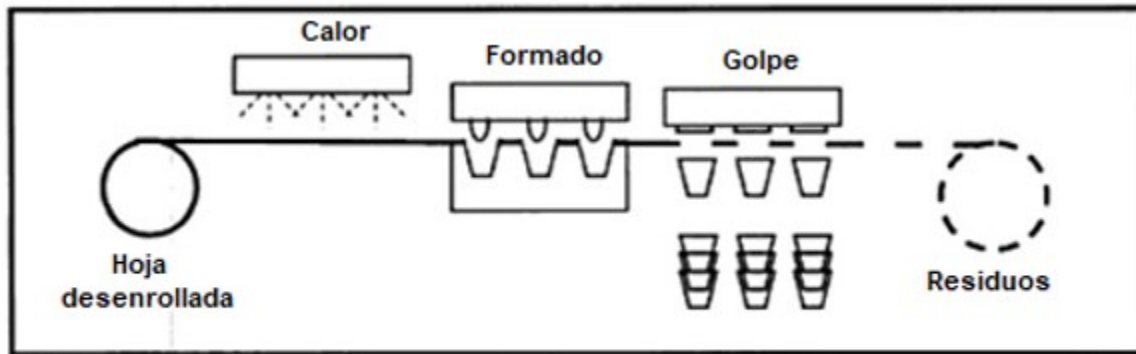 Calor
Formado
Golpe
Hoja
desenrollada
Residuos